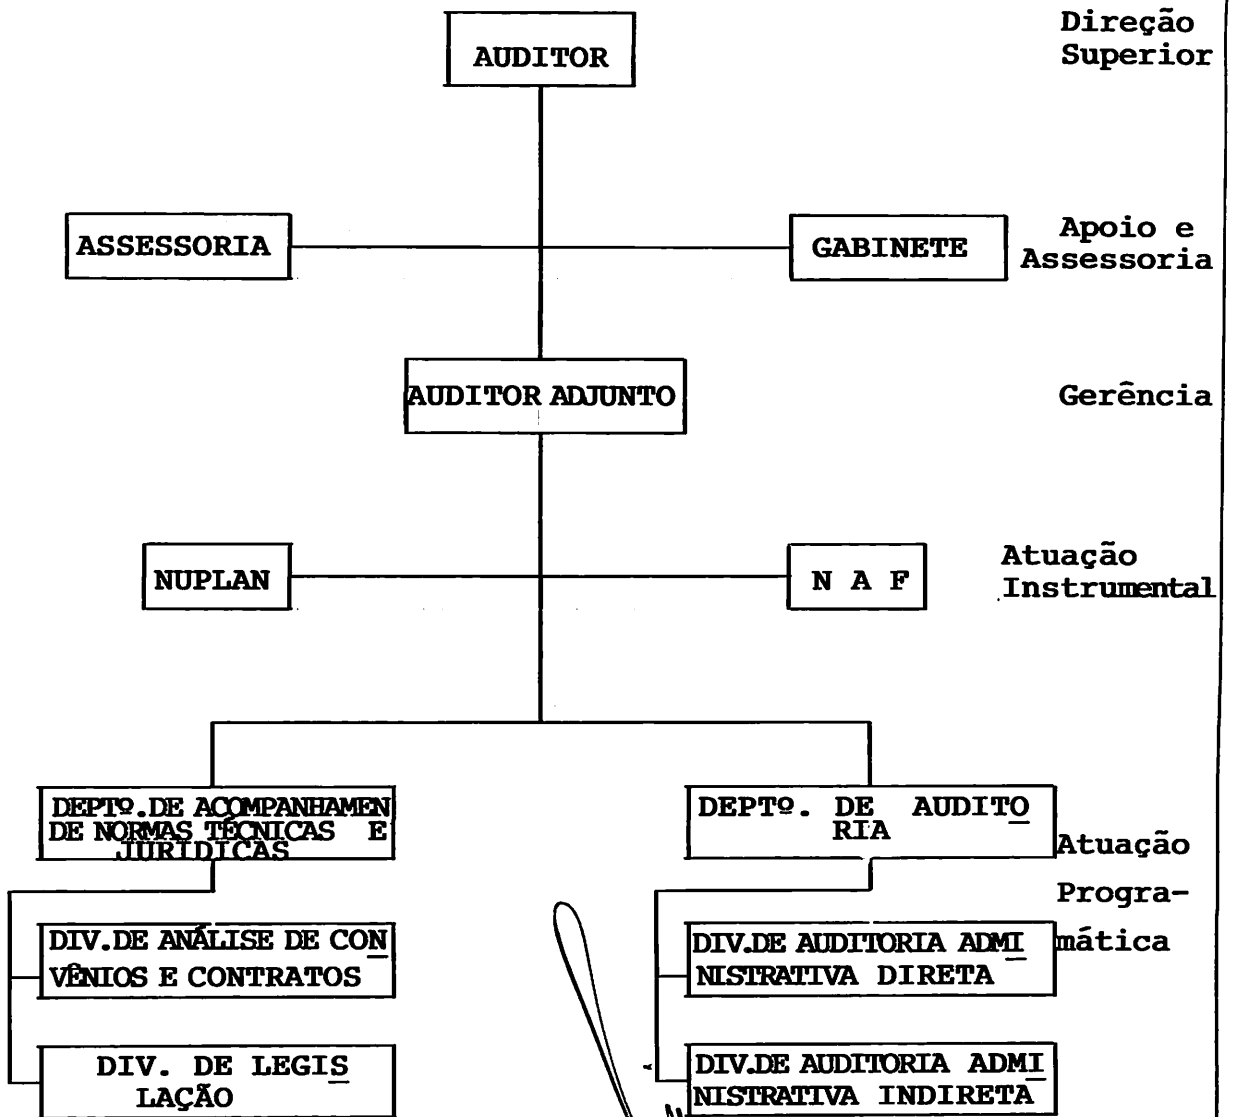 AUDITOR
Direção
Superior
ASSESSORIA
GABINETE
Apoio e
Assessoria
AUDITOR ADJUNTO
Gerência
NUPLAN
N A F
Atuação
Instrumental
DEPTº.DE ACOMPANHAMEN
DE NORMAS TÉCNICAS E
JURIDICAS
DEPTº. DE AUDITO
RIA
Atuação
Progra-
mática
DIV.DE ANÁLISE DE CON
VÊNIOS E CONTRATOS
DIV.DE AUDITORIA ADMI
NISTRATIVA DIRETA
DIV. DE LEGIS
LAÇÃO
DIV.DE AUDITORIA ADMI
NISTRATIVA INDIRETA